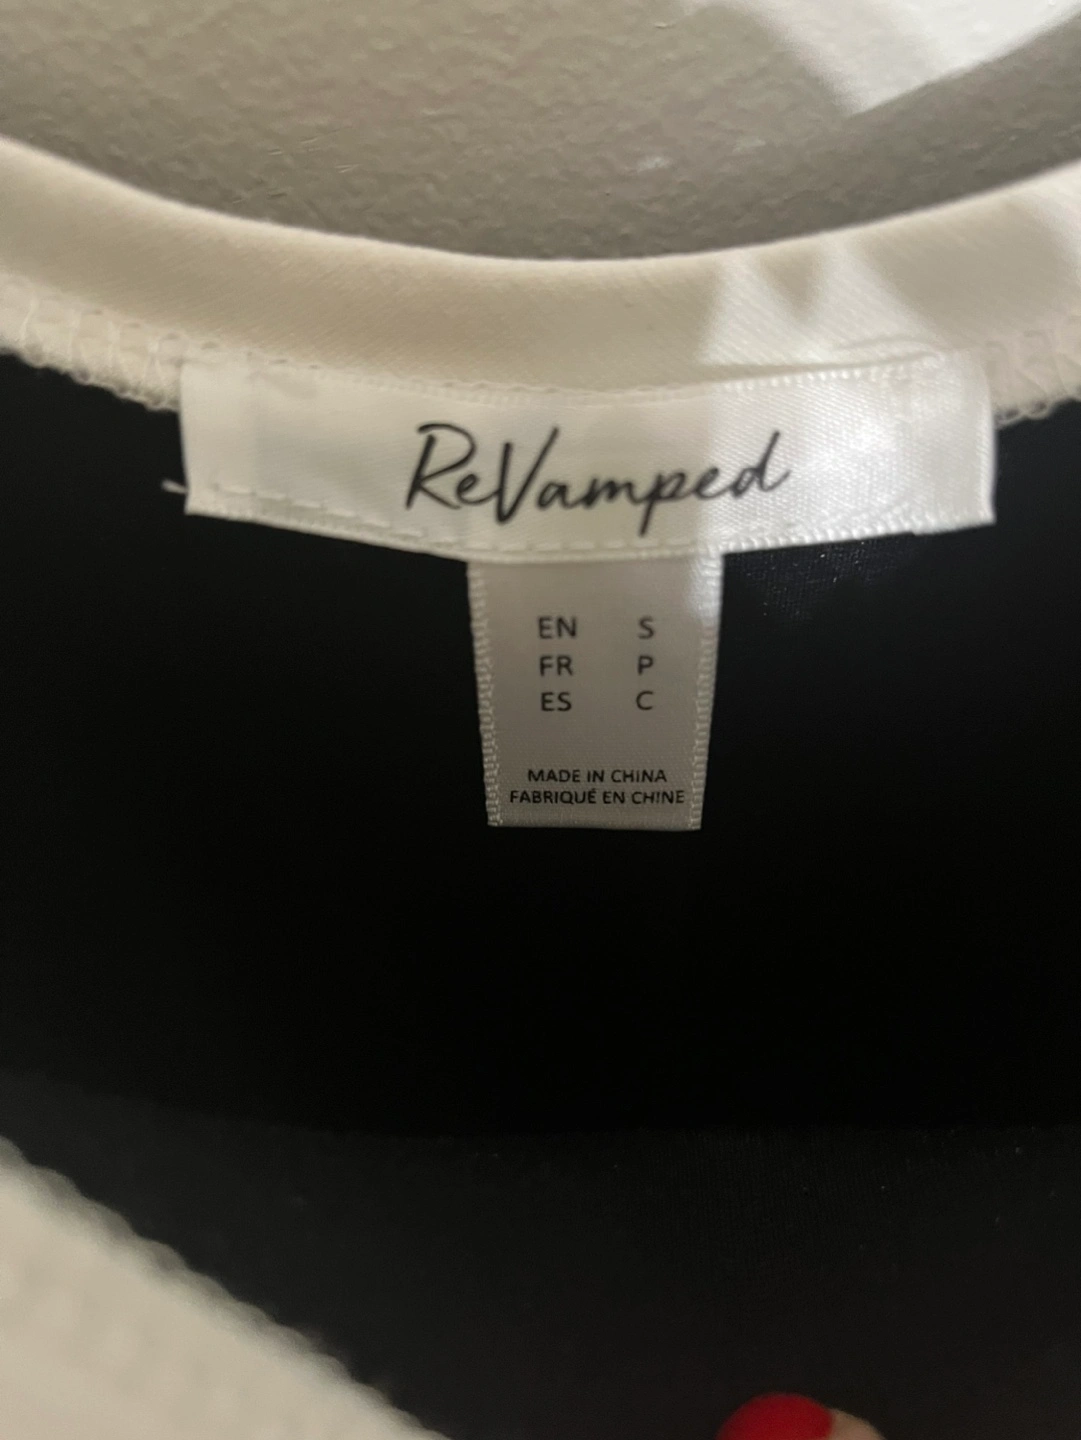 ReVamped
EN S
FR P
ES C
MADE IN CHINA
FABRIQUÉ EN CHINE